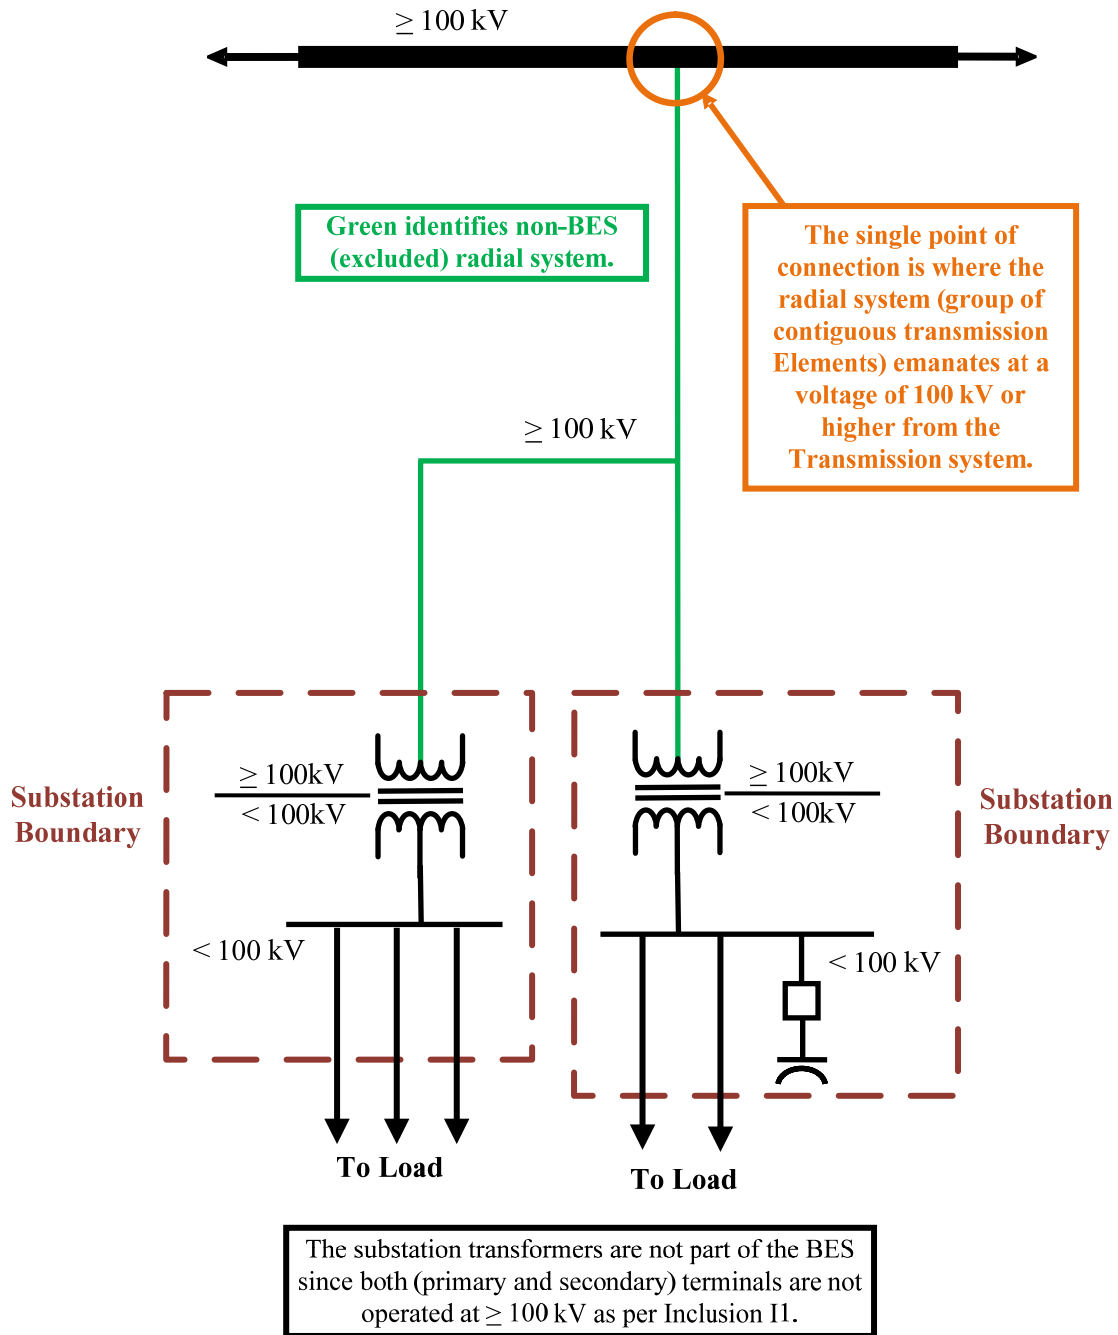 ≥ 100 kV
Green identifies non-BES
(excluded) radial system.
The single point of
connection is where the
radial system (group of
contiguous transmission
Elements) emanates at a
voltage of 100 kV or
higher from the
Transmission system.
≥ 100 kV
Substation
Boundary
≥ 100kV
< 100kV
≥ 100kV
< 100kV
Substation
Boundary
< 100 kV
< 100 kV
To Load
To Load
The substation transformers are not part of the BES
since both (primary and secondary) terminals are not
operated at ≥ 100 kV as per Inclusion I1.